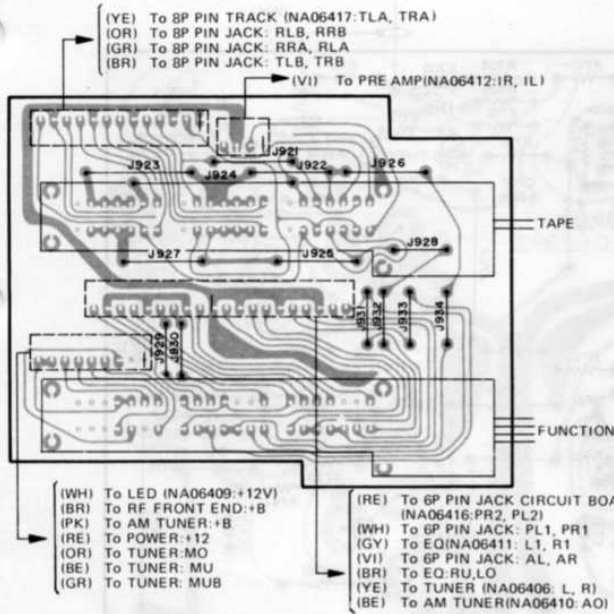 (YE) To 8P PIN TRACK (NA06417:TLA, TRA)
(OR) To 8P PIN JACK: RLB, RRB
(GR) To 8P PIN JACK: RRA, RLA
(BR) To 8P PIN JACK: TLB, TRB
(VI) To PRE AMP(NA06412:IR, IL)
J921
J923
J924
J922
J926
TAPE
J927
J925
J928
J931
J932
J933
J934
J929
J930
FUNCTION
(WH) To LED (NA06409:+12V)
(BR) To RF FRONT END:+B
(PK) To AM TUNER:+B
(RE) To POWER:+12
(OR) To TUNER:MO
(BE) To TUNER: MU
(GR) To TUNER: MUB
(RE) To 6P PIN JACK CIRCUIT BOA
(NA06416:PR2, PL2)
(WH) To 6P PIN JACK: PL1, PR1
(GY) To EQ(NA06411: L1, R1
(VI) To 6P PIN JACK: AL, AR
(BR) To EQ:RU,LO
(YE) To TUNER (NA06406: L, R)
(BE) To AM TUNER(NA06410: AO)